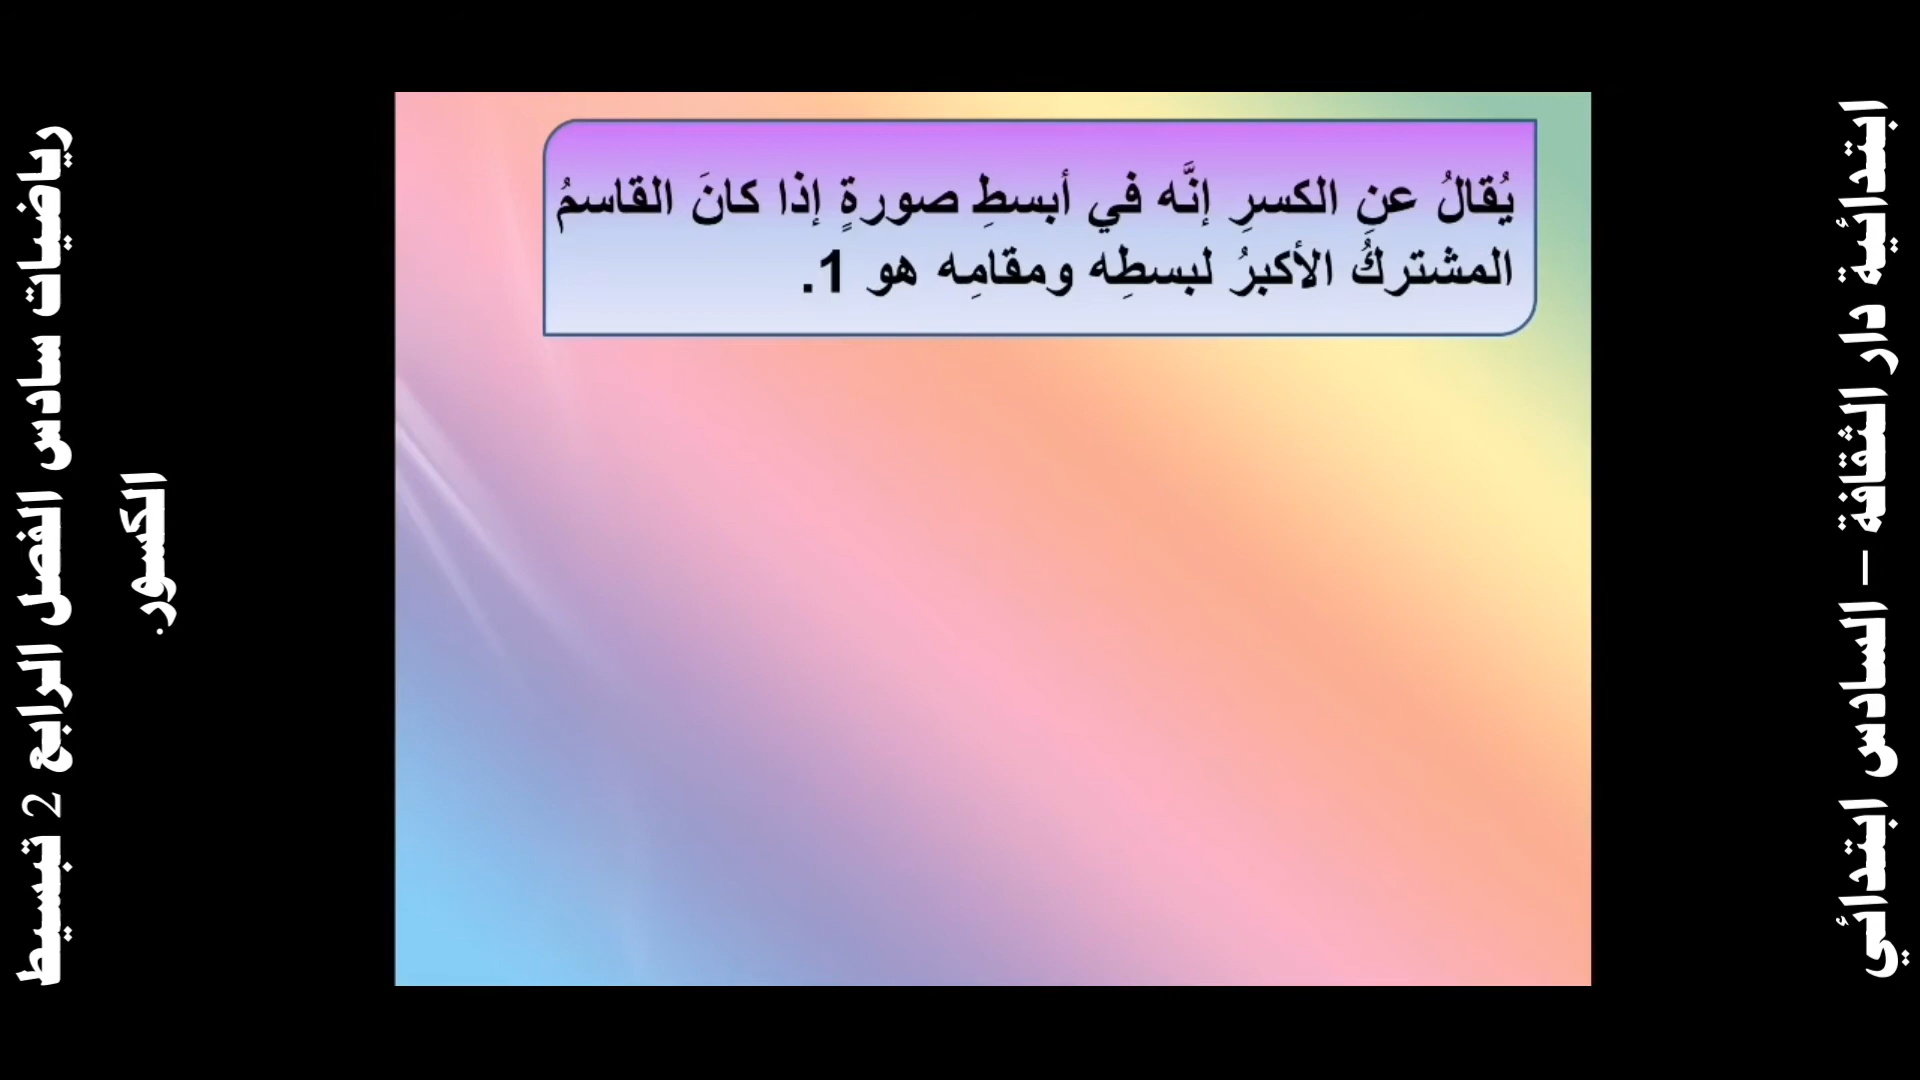 ابتدائية دار الثقافة – السادس ابتدائي
يُقالُ عنِ الكسرِ إنَّه في أبسطِ صورةٍ إذا كانَ القاسمُ
المشتركُ الأكبرُ لبسطِه ومقامِه هو 1.
رياضيات سادس الفصل الرابع 2 تبسيط
الكسور.